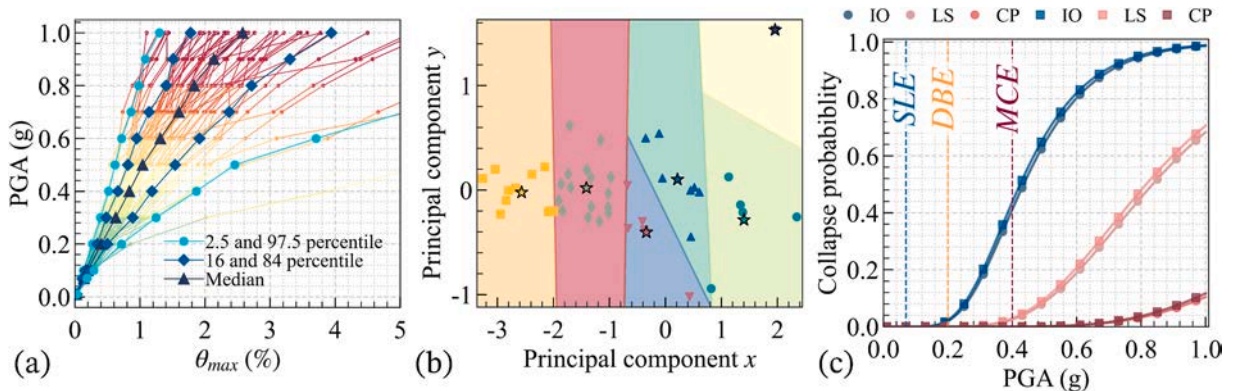 IO LS CP IO LS CP
PGA (g)
1.0
0.8
0.6
0.4
0.2
0.0
0 1 2 3 4 5
θmax (%)
2.5 and 97.5 percentile
16 and 84 percentile
Median
(a)
Principal component y
1
0
-1
-3 -2 -1 0 1 2
Principal component x
(b)
Collapse probability
1.0
0.8
0.6
0.4
0.2
0.0
SLE
DBE
MCE
0.0 0.2 0.4 0.6 0.8 1.0
PGA (g)
(c)